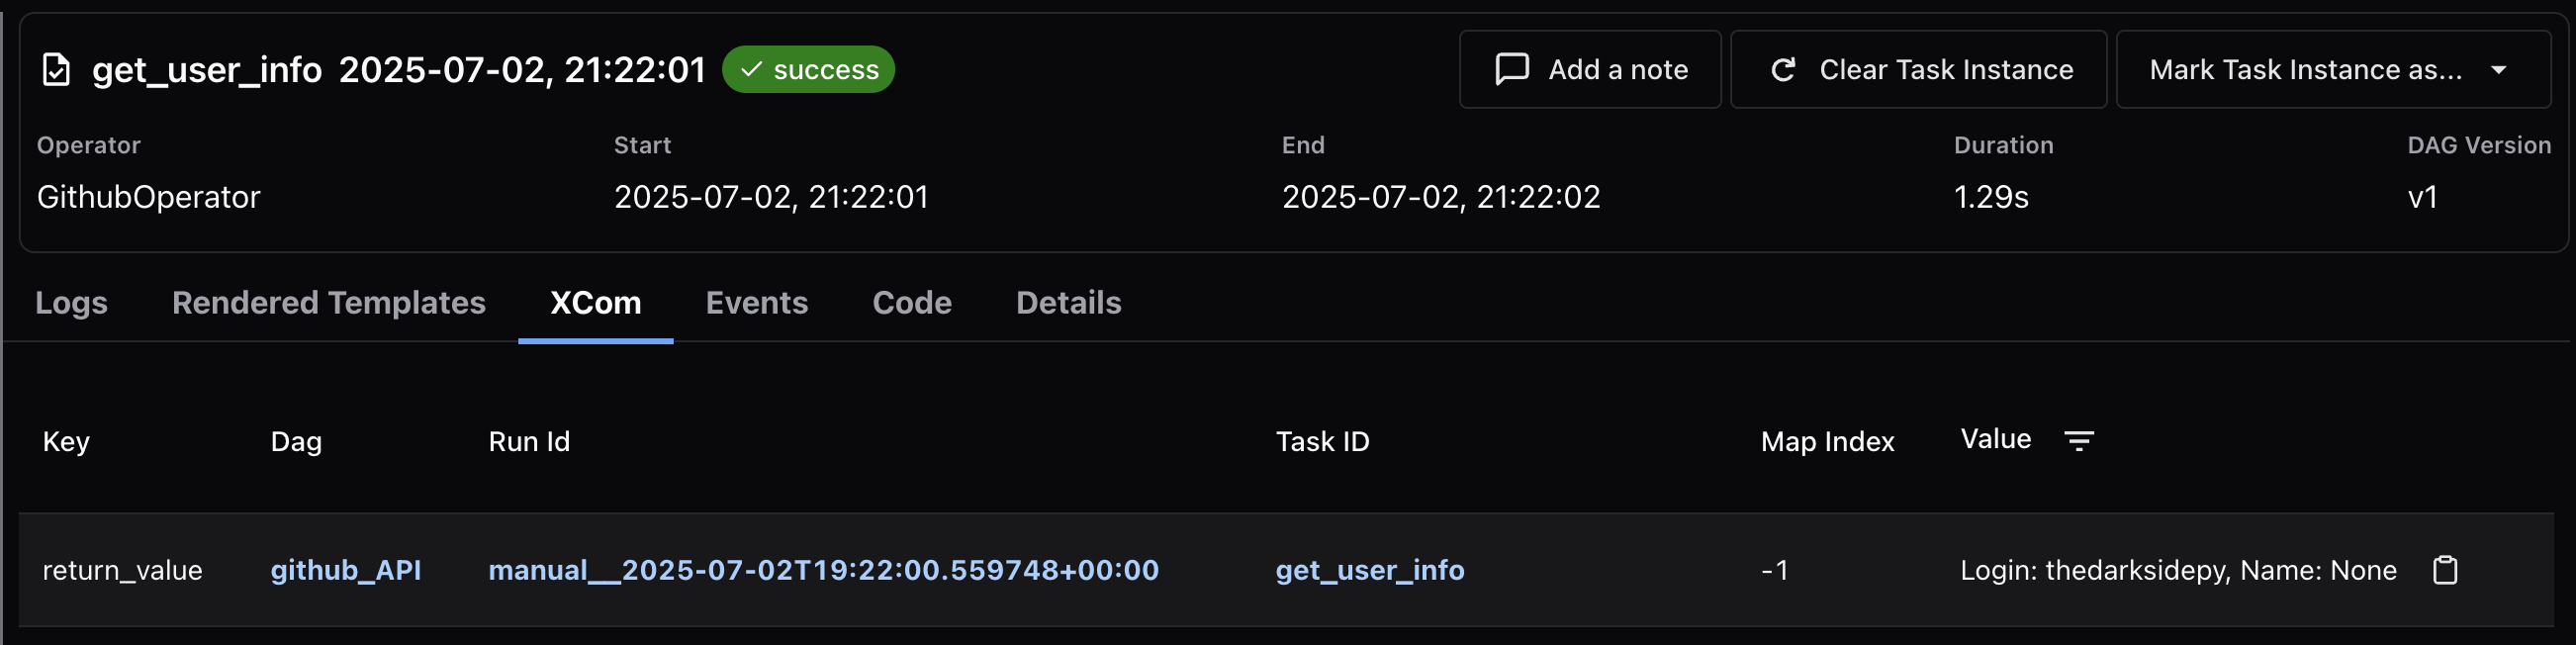 get_user_info 2025-07-02, 21:22:01 success Add a note Clear Task Instance Mark Task Instance as...
Operator Start End Duration DAG Version
GithubOperator 2025-07-02, 21:22:01 2025-07-02, 21:22:02 1.29s v1
Logs Rendered Templates XCom Events Code Details
Key Dag Run Id Task ID Map Index Value
return_value github_API manual__2025-07-02T19:22:00.559748+00:00 get_user_info -1 Login: thedarksidepy, Name: None